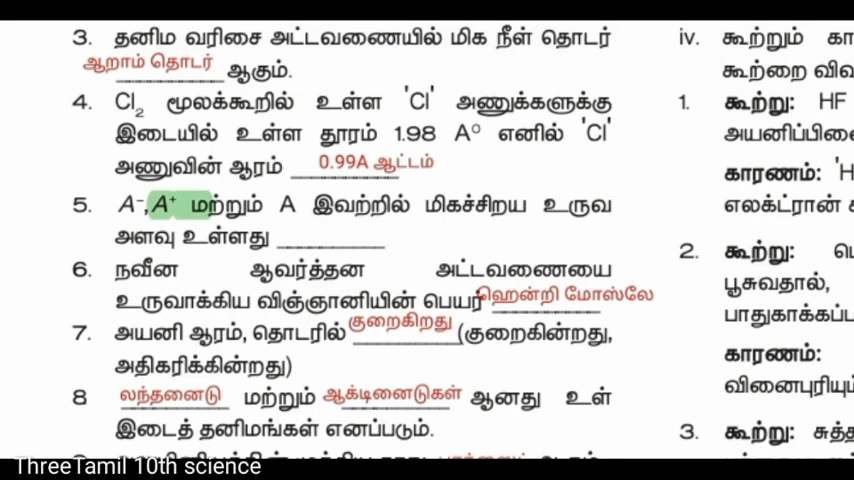 3. தனிம வரிசை அட்டவணையில் மிக நீள் தொடர்
ஆறாம் தொடர் ஆகும்.
4. Cl₂ மூலக்கூறில் உள்ள 'Cl' அணுக்களுக்கு
இடையில் உள்ள தூரம் 1.98 A⁰ எனில் 'Cl'
அணுவின் ஆரம் 0.99A ஆட்டம்
5. A⁻, A⁺ மற்றும் A இவற்றில் மிகச்சிறய உருவ
அளவு உள்ளது
6. நவீன ஆவர்த்தன அட்டவணையை
உருவாக்கிய விஞ்ஞானியின் பெயர் ஹென்றி மோஸ்லே
7. அயனி ஆரம், தொடரில் குறைகிறது (குறைகின்றது,
அதிகரிக்கின்றது)
8 லந்தனைடு மற்றும் ஆக்டினைடுகள் ஆனது உள்
இடைத் தனிமங்கள் எனப்படும்.
iv. கூற்றும்
கூற்றை
1. கூற்று: HF
காரணம்:
2. கூற்று:
பூசுவதால்,
காரணம்:
3. கூற்று:
ThreeTamil 10th science